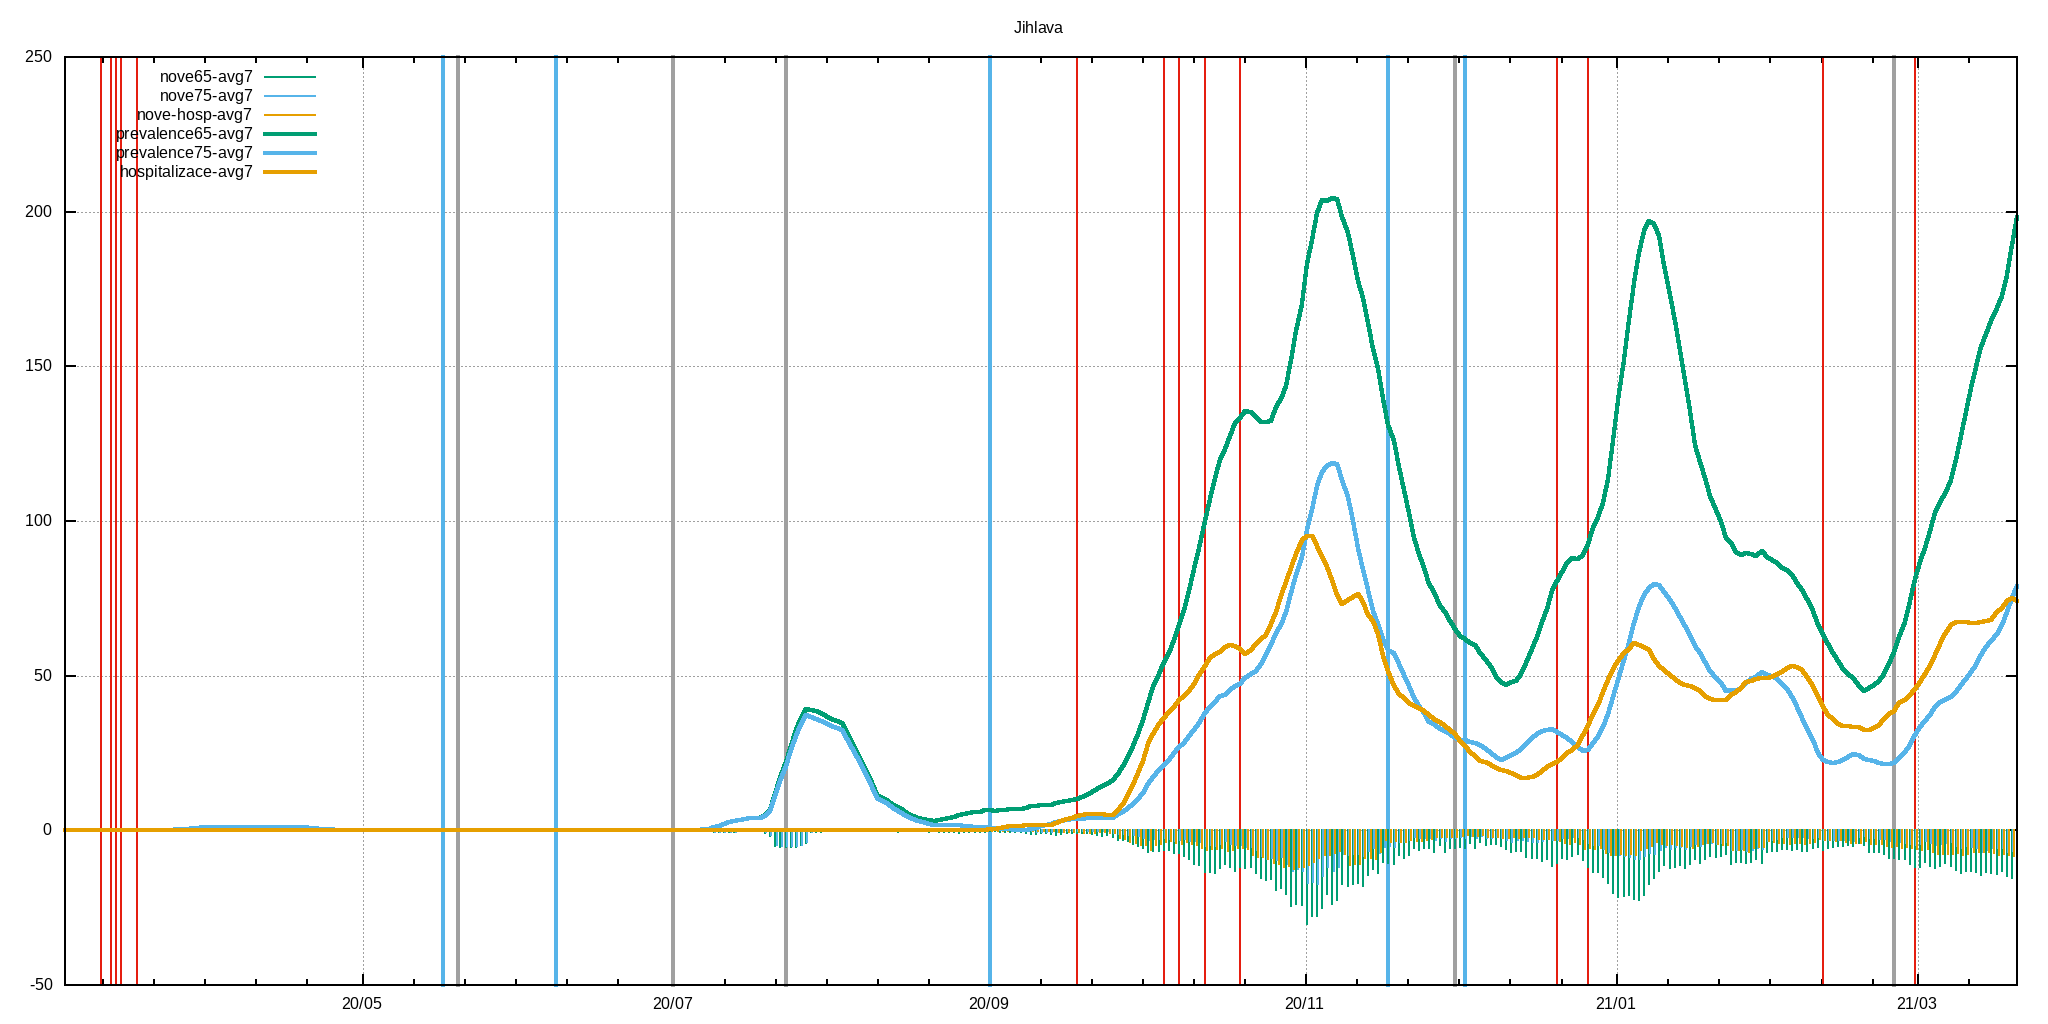 Jihlava
250
200
150
100
50
0
-50
nove65-avg7
nove75-avg7
nove-hosp-avg7
prevalence65-avg7
prevalence75-avg7
hospitalizace-avg7
20/05
20/07
20/09
20/11
21/01
21/03